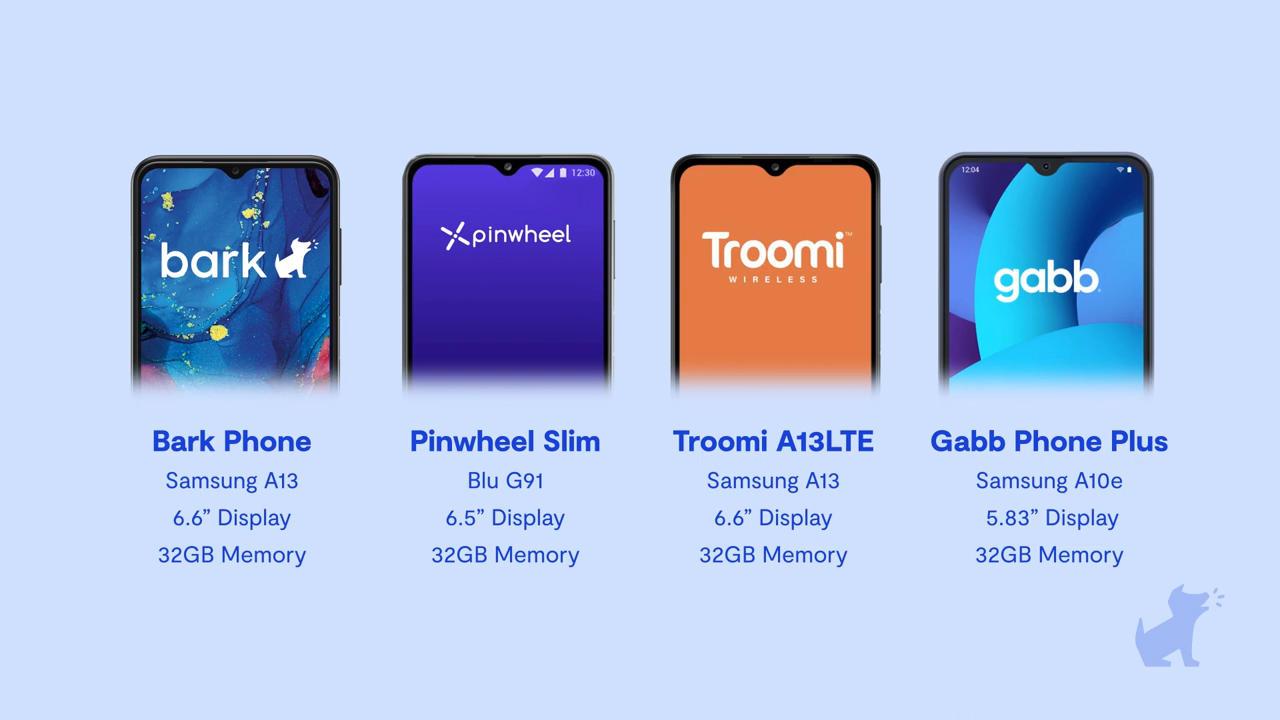 bark
12:30
pinwheel
Troomi™
WIRELESS
12:04
gabb
Bark Phone
Samsung A13
6.6” Display
32GB Memory
Pinwheel Slim
Blu G91
6.5” Display
32GB Memory
Troomi A13LTE
Samsung A13
6.6” Display
32GB Memory
Gabb Phone Plus
Samsung A10e
5.83” Display
32GB Memory